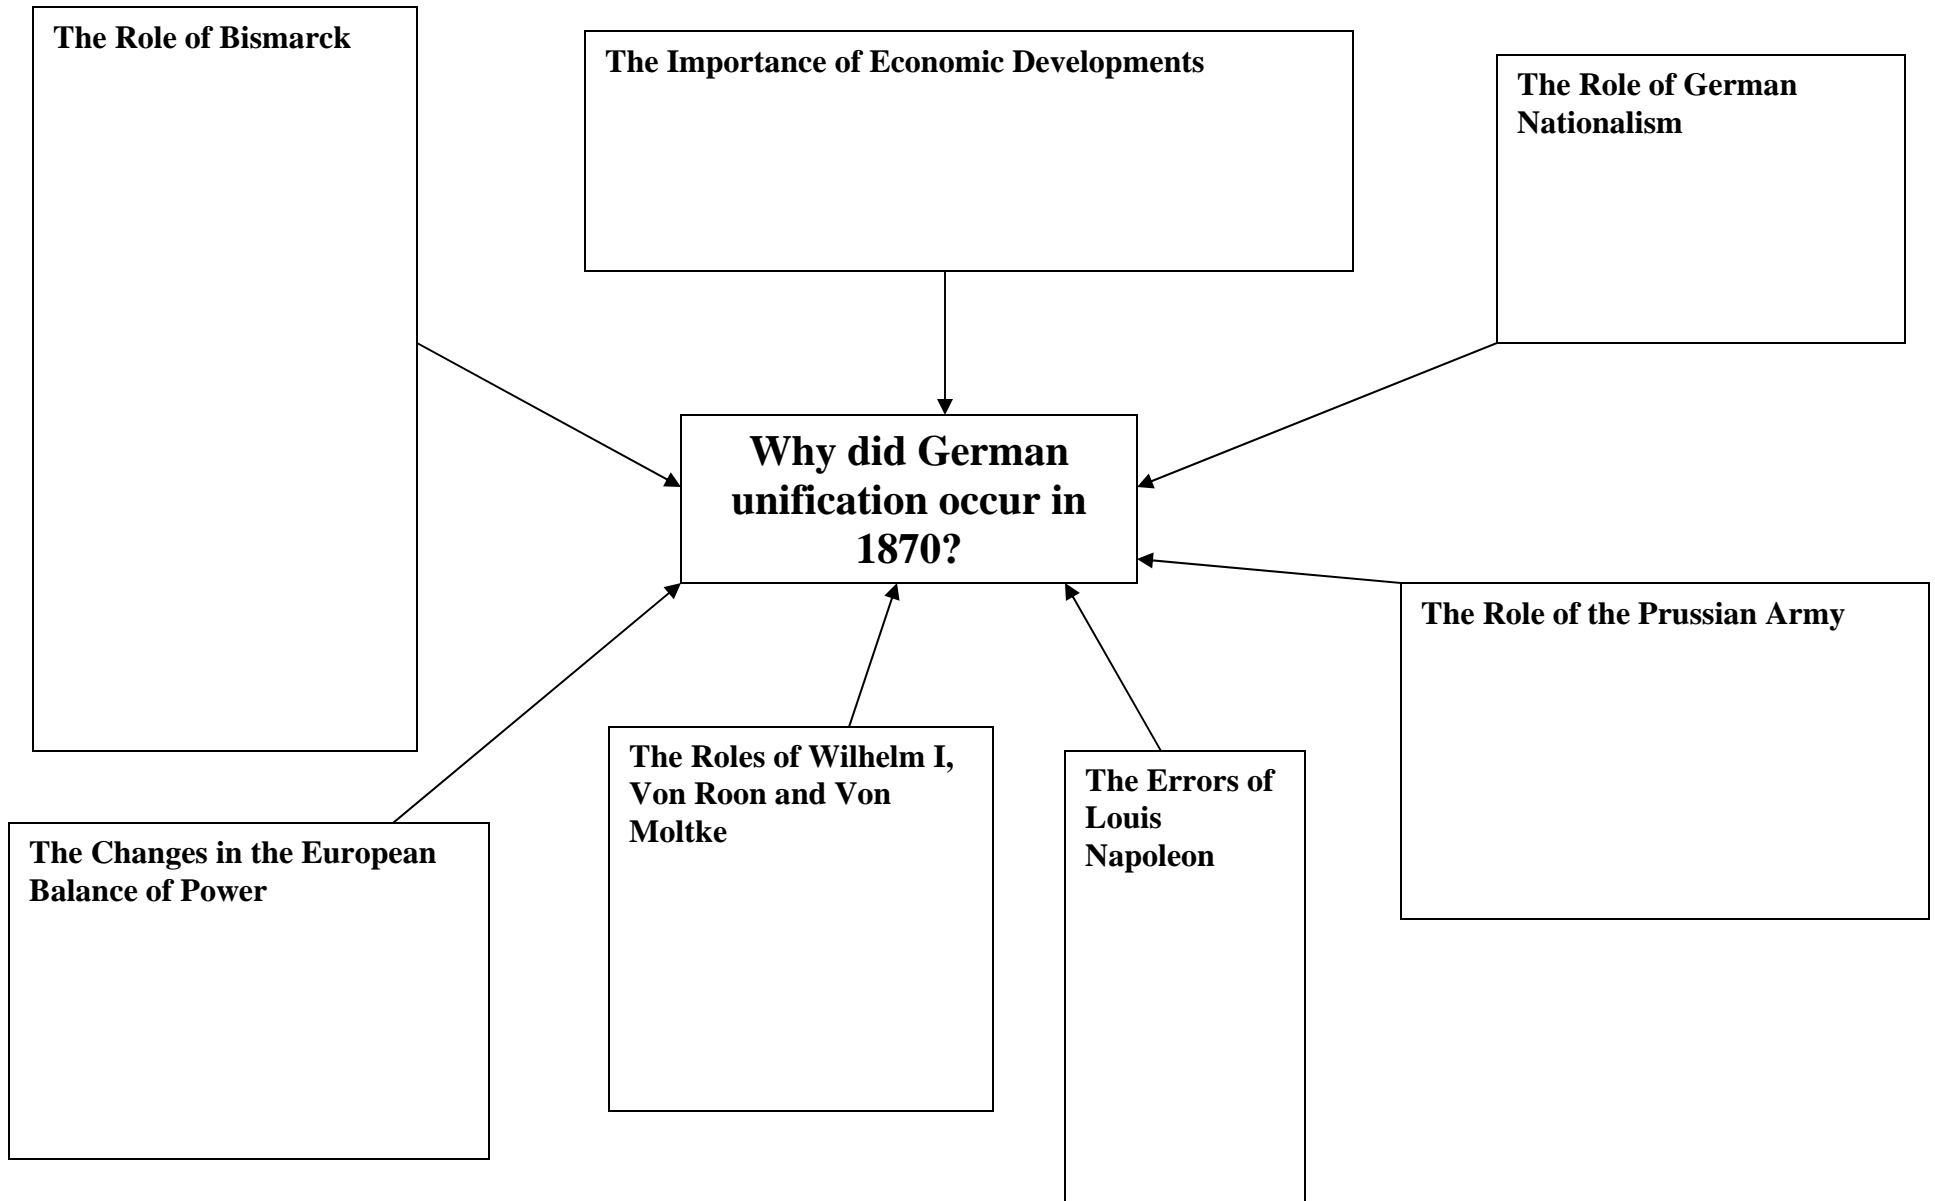 The Role of Bismarck
The Importance of Economic Developments
The Role of German
Nationalism
Why did German
unification occur in
1870?
The Role of the Prussian Army
The Roles of Wilhelm I,
Von Roon and Von
Moltke
The Errors of
Louis
Napoleon
The Changes in the European
Balance of Power